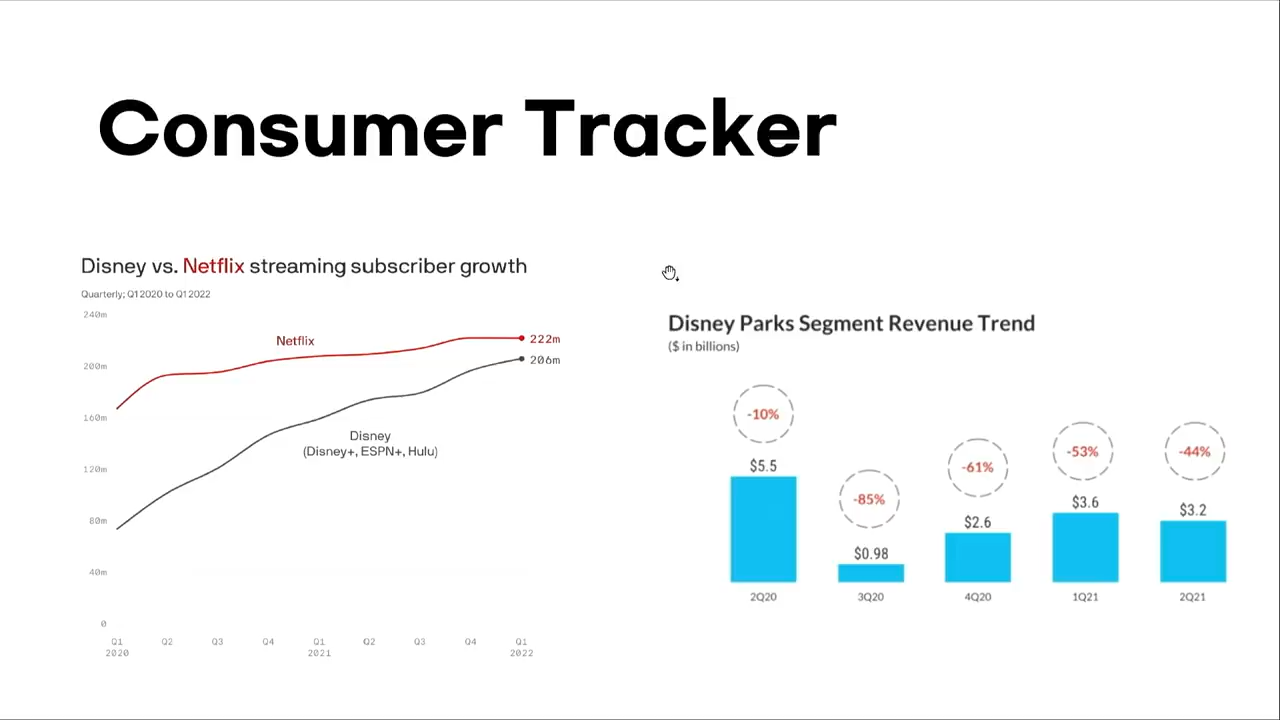 Consumer Tracker
Disney vs. Netflix streaming subscriber growth
Quarterly; Q1 2020 to Q1 2022
240m
200m
160m
120m
80m
40m
0
Netflix
222m
206m
Disney
(Disney+, ESPN+, Hulu)
Q1 Q2 Q3 Q4 Q1 Q2 Q3 Q4 Q1
2020 2021 2022
Disney Parks Segment Revenue Trend
($ in billions)
-10% -85% -61% -53% -44%
$5.5 $0.98 $2.6 $3.6 $3.2
2Q20 3Q20 4Q20 1Q21 2Q21